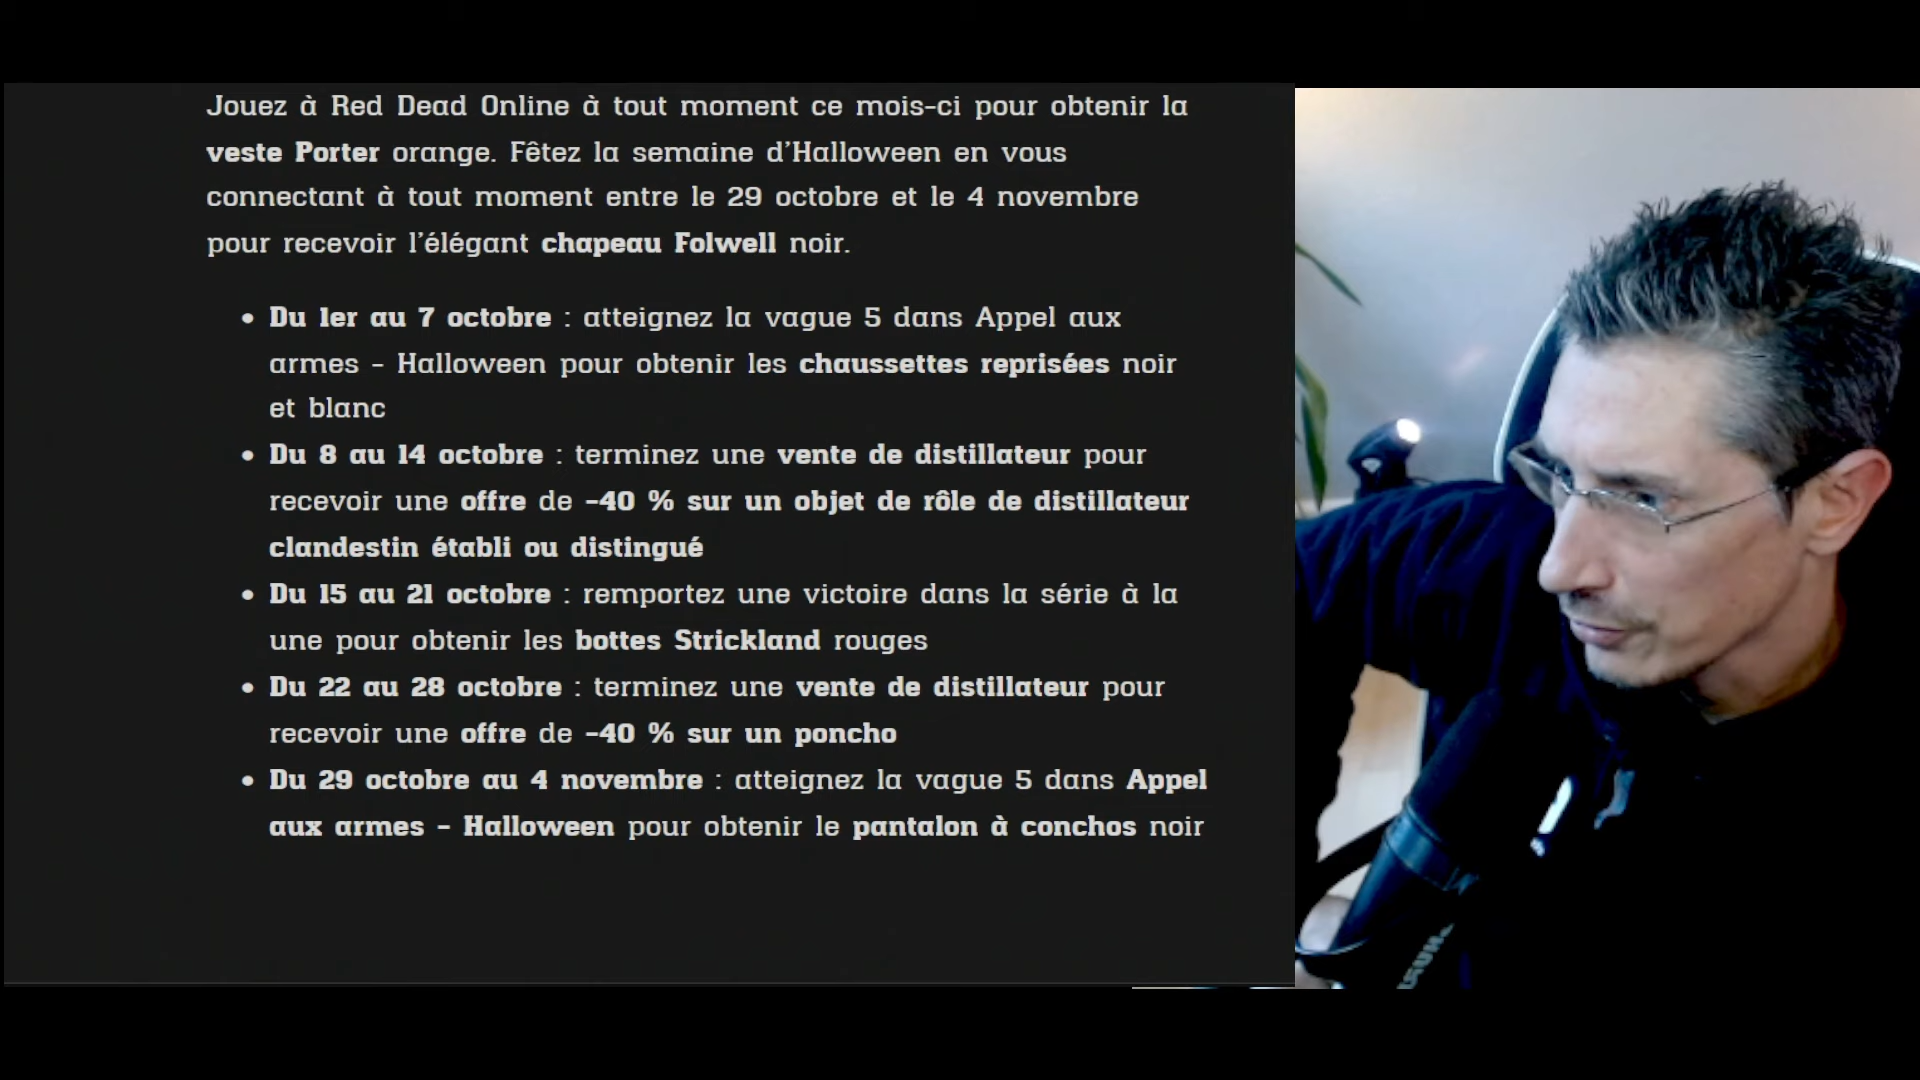 Jouez à Red Dead Online à tout moment ce mois-ci pour obtenir la
veste Porter orange. Fêtez la semaine d'Halloween en vous
connectant à tout moment entre le 29 octobre et le 4 novembre
pour recevoir l'élégant chapeau Folwell noir.
• Du 1er au 7 octobre : atteignez la vague 5 dans Appel aux
armes - Halloween pour obtenir les chaussettes reprisées noir
et blanc
• Du 8 au 14 octobre : terminez une vente de distillateur pour
recevoir une offre de -40 % sur un objet de rôle de distillateur
clandestin établi ou distingué
• Du 15 au 21 octobre : remportez une victoire dans la série à la
une pour obtenir les bottes Strickland rouges
• Du 22 au 28 octobre : terminez une vente de distillateur pour
recevoir une offre de -40 % sur un poncho
• Du 29 octobre au 4 novembre : atteignez la vague 5 dans Appel
aux armes - Halloween pour obtenir le pantalon à conchos noir